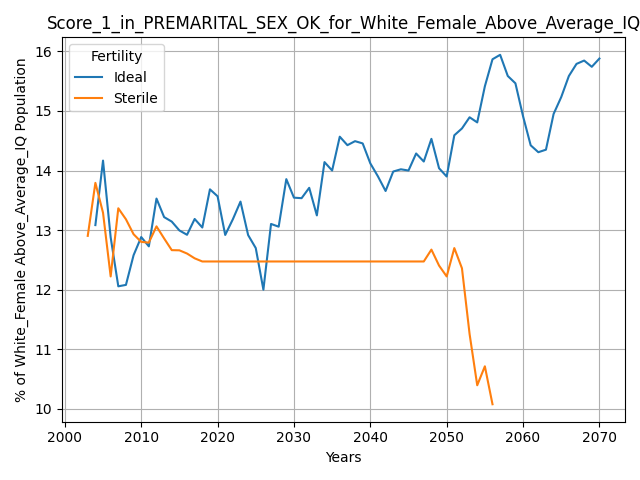 Score_1_in_PREMARITAL_SEX_OK_for_White_Female_Above_Average_IQ
Fertility
Ideal
Sterile
% of White_Female Above_Average_IQ Population
16
15
14
13
12
11
10
2000 2010 2020 2030 2040 2050 2060 2070
Years